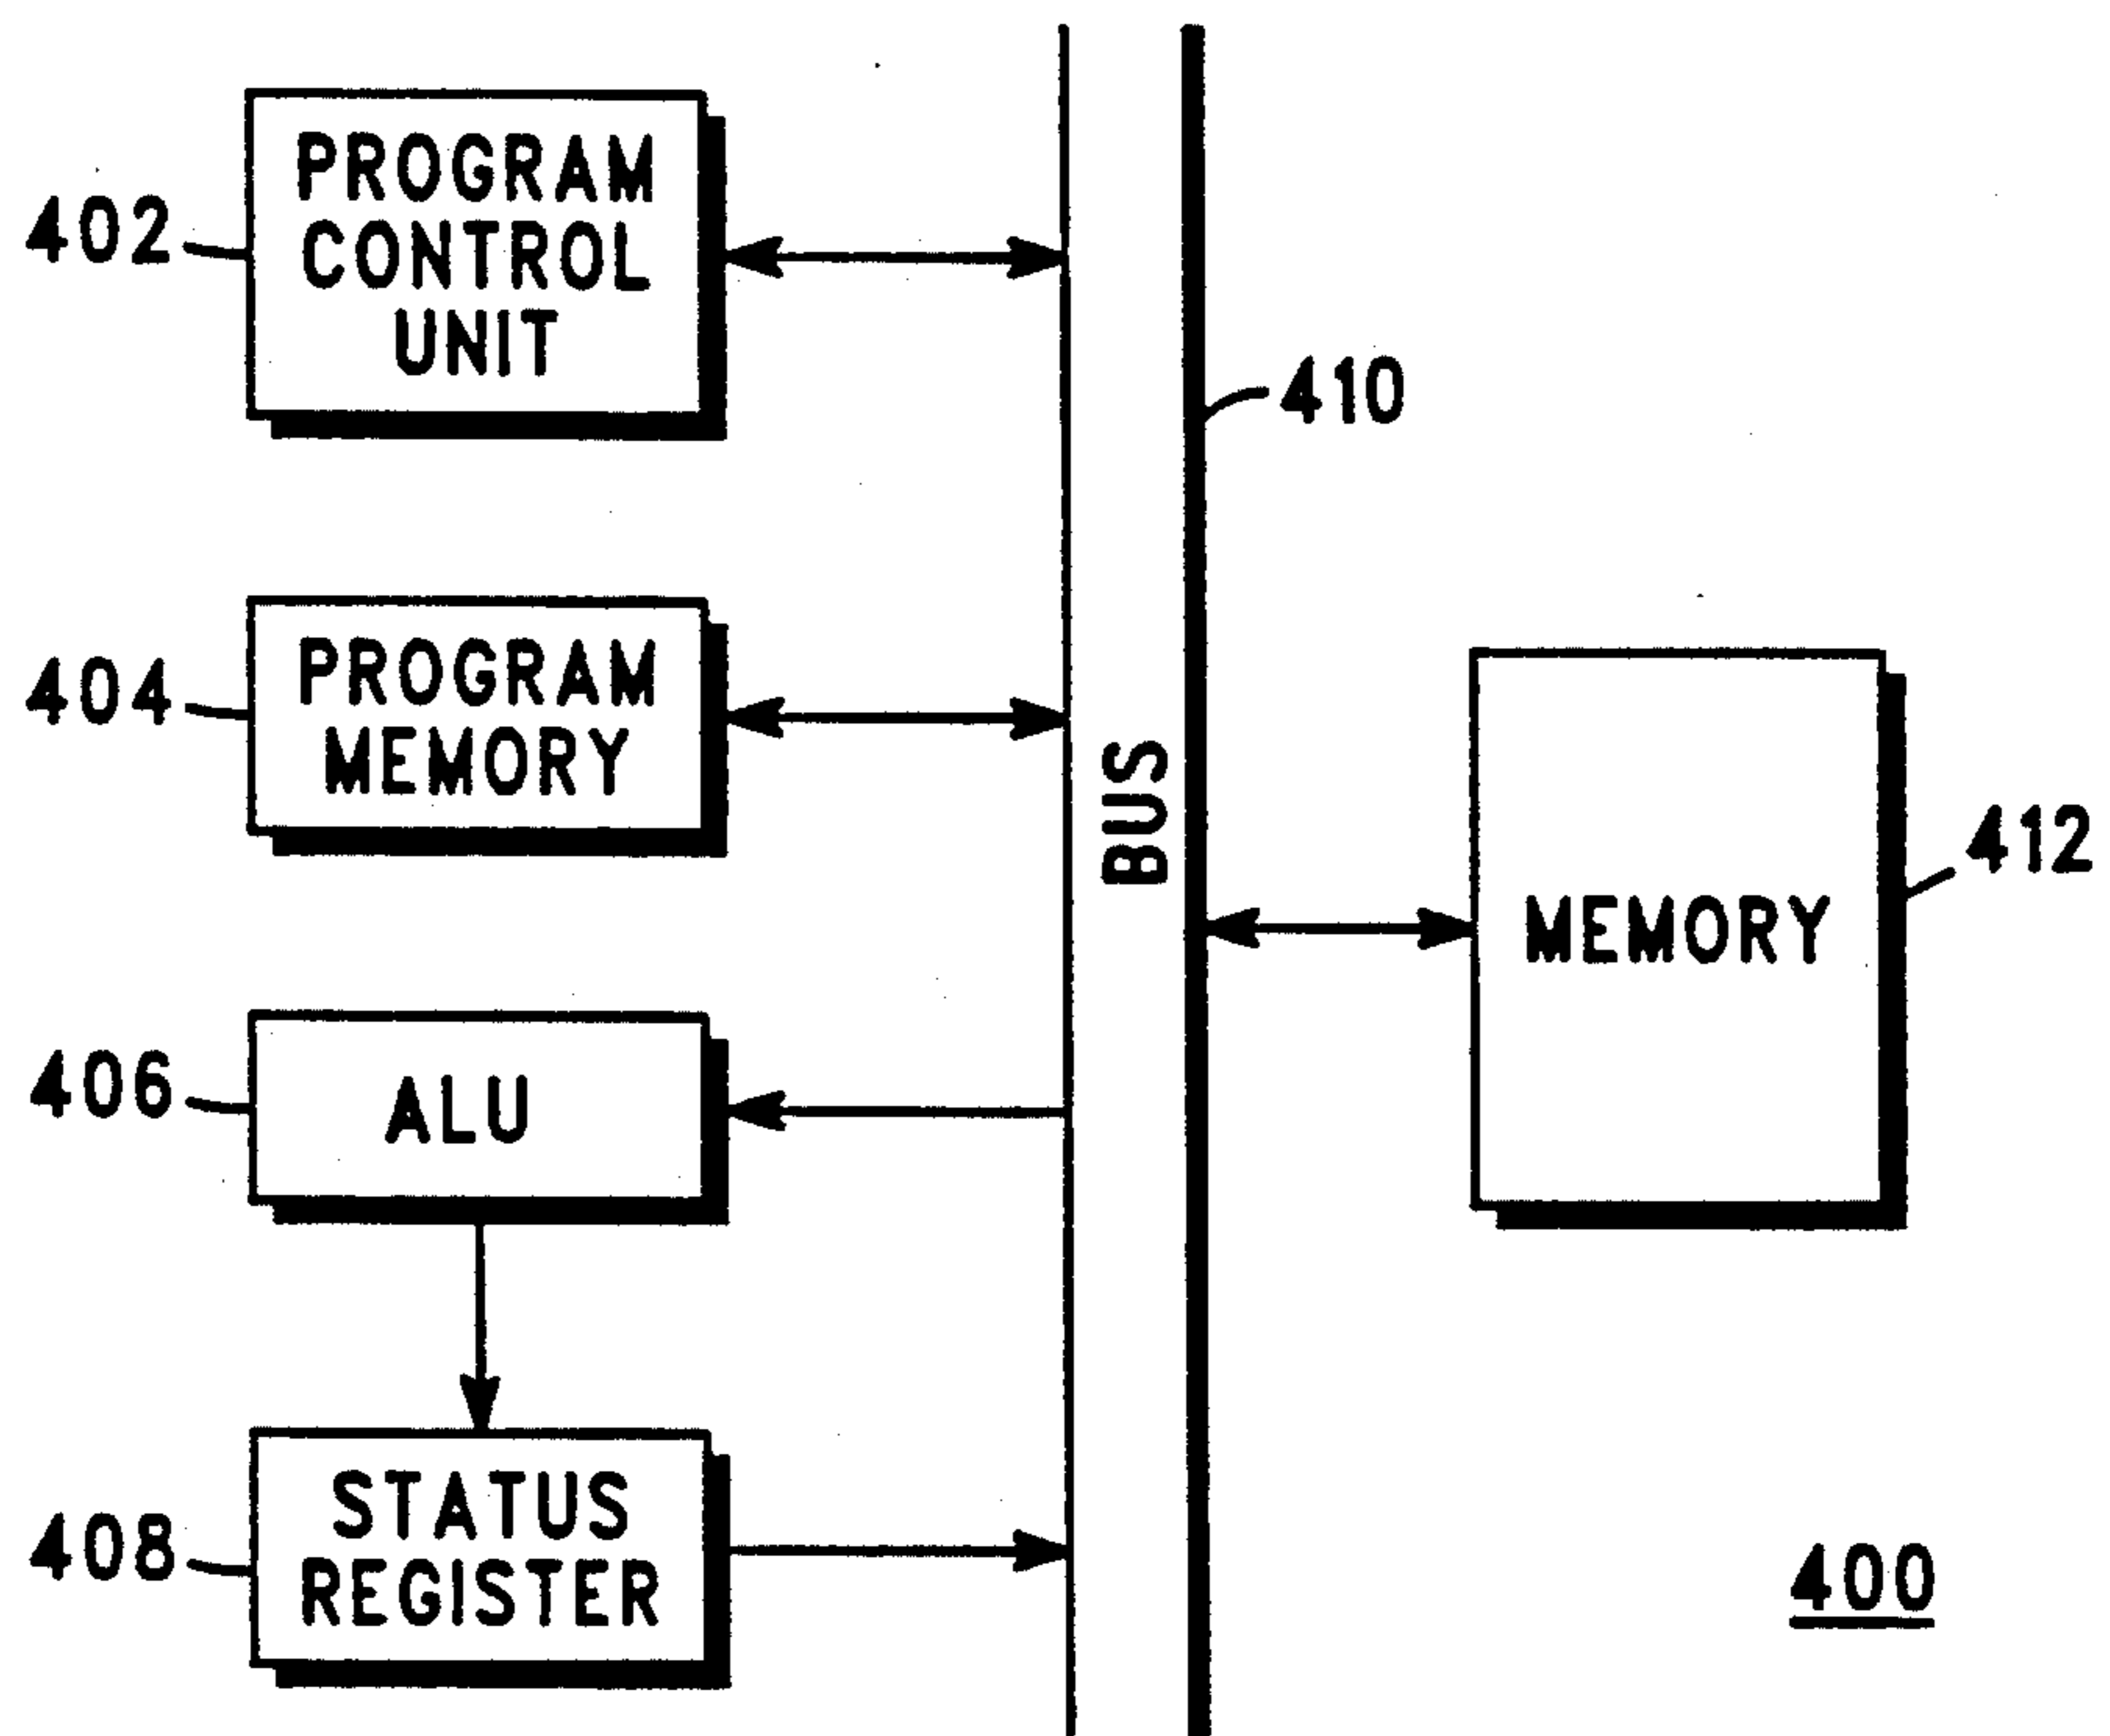 402
PROGRAM
CONTROL
UNIT
410
404
PROGRAM
MEMORY
BUS
412
MEMORY
406
ALU
408
STATUS
REGISTER
400